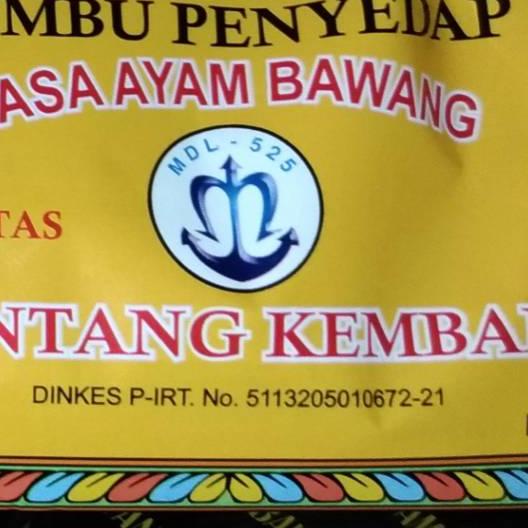 MBU PENYEDAP
ASA AYAM BAWANG
MDL - 525
TAS
NTANG KEMBA
DINKES P-IRT. No. 5113205010672-21